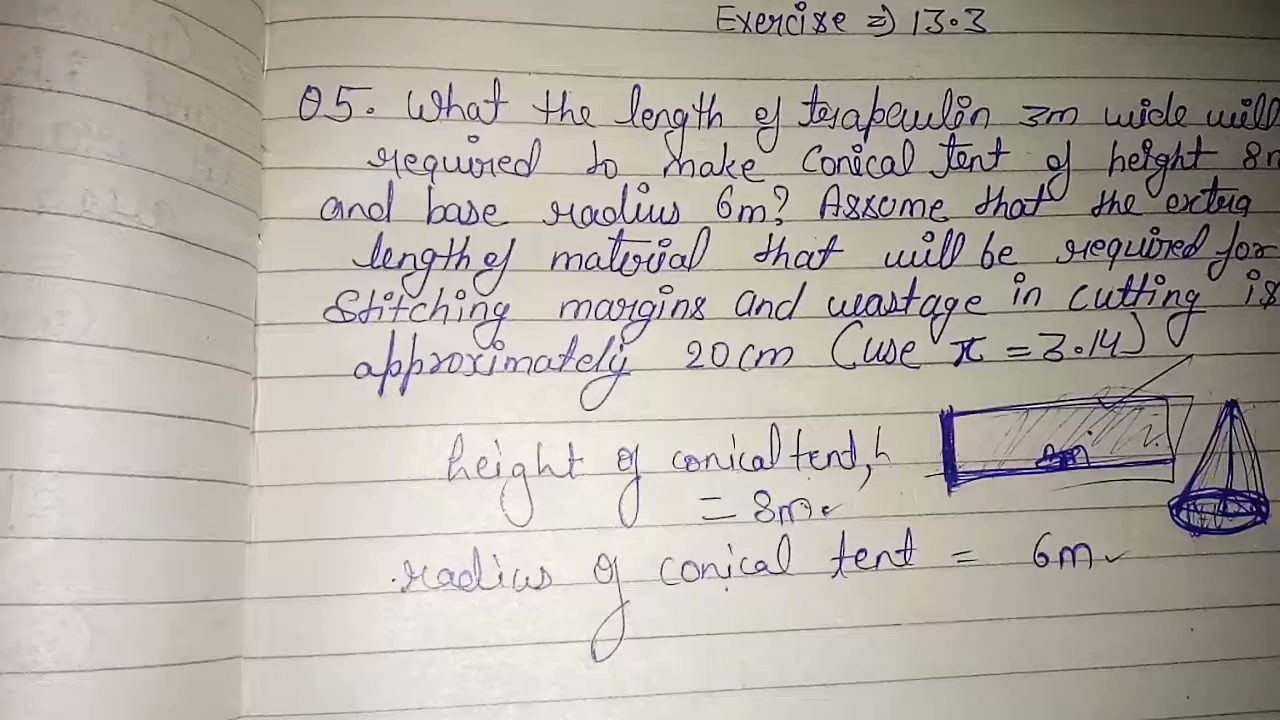 Exercise ⇒ 13.3
Q5. What the length of terapaulin 3m wide will
required to make Conical tent of height 8m
and base radius 6m? Assume that the extra
length of material that will be required for
Stitching margins and wastage in cutting is
approximately 20cm (use π = 3.14)
height of conical tend, h
= 8m
radius of conical tent = 6m